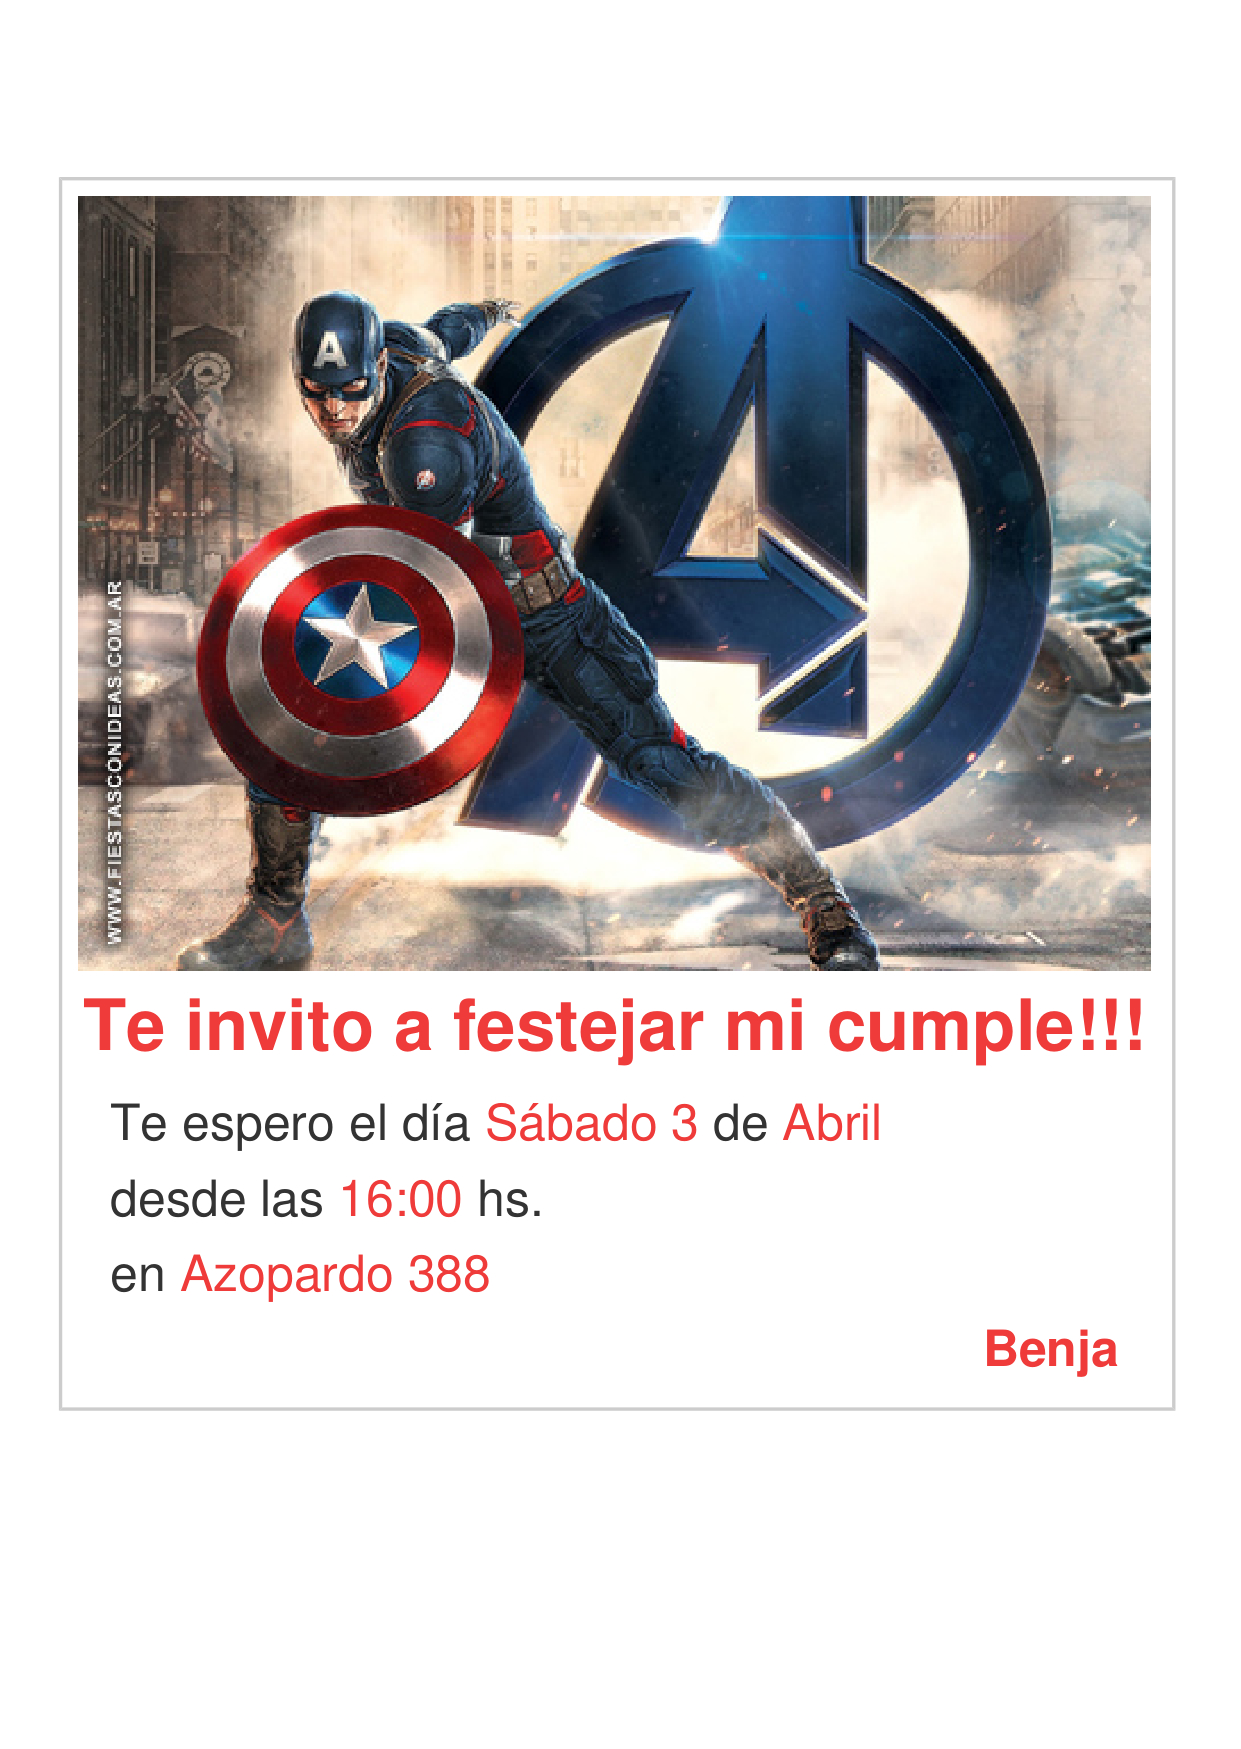 A
WWW.FIESTASCONIDEAS.COM.AR
Te invito a festejar mi cumple!!!
Te espero el día Sábado 3 de Abril
desde las 16:00 hs.
en Azopardo 388
Benja